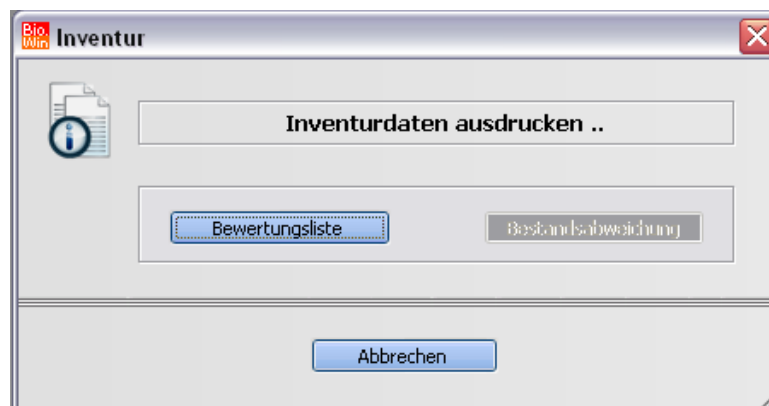 Bio.
Win
Inventur
Inventurdaten ausdrucken ..
Bewertungsliste
Bestandsabweichung
Abbrechen